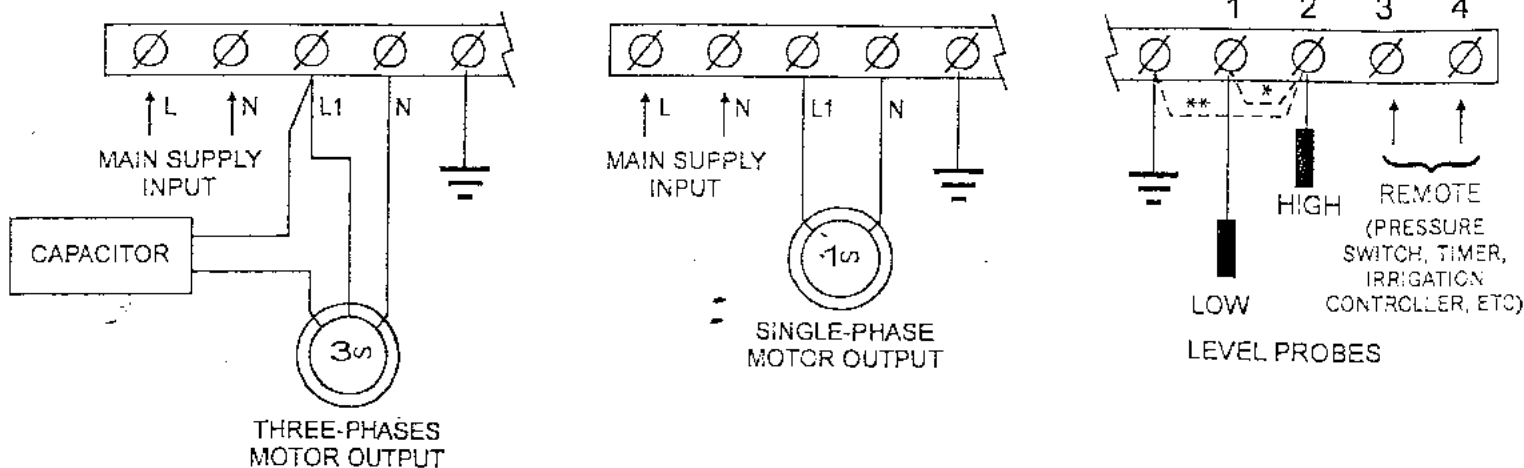 L
N
L1
N
MAIN SUPPLY
INPUT
CAPACITOR
3~
THREE-PHASES
MOTOR OUTPUT
L
N
L1
N
MAIN SUPPLY
INPUT
1~
SINGLE-PHASE
MOTOR OUTPUT
1 2 3 4
**
*
HIGH
LOW
LEVEL PROBES
REMOTE
(PRESSURE
SWITCH, TIMER,
IRRIGATION
CONTROLLER, ETC)